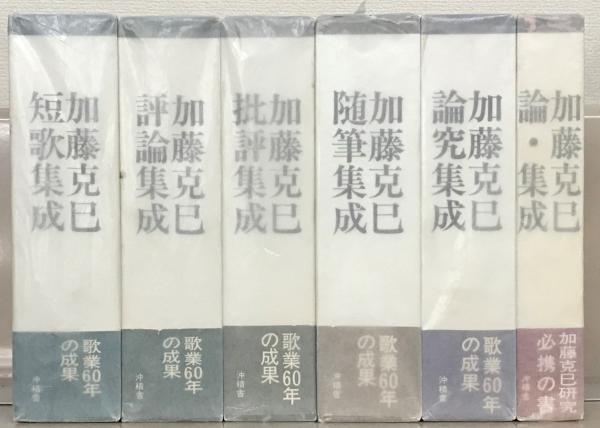 加藤克巳
短歌集成
歌業60年
の成果
沖積舎
加藤克巳
評論集成
歌業60年
の成果
沖積舎
加藤克巳
批評集成
歌業60年
の成果
沖積舎
加藤克巳
随筆集成
歌業60年
の成果
沖積舎
加藤克巳
論究集成
歌業60年
の成果
沖積舎
加藤克巳
論・集成
加藤克巳研究
必携の書
沖積舎